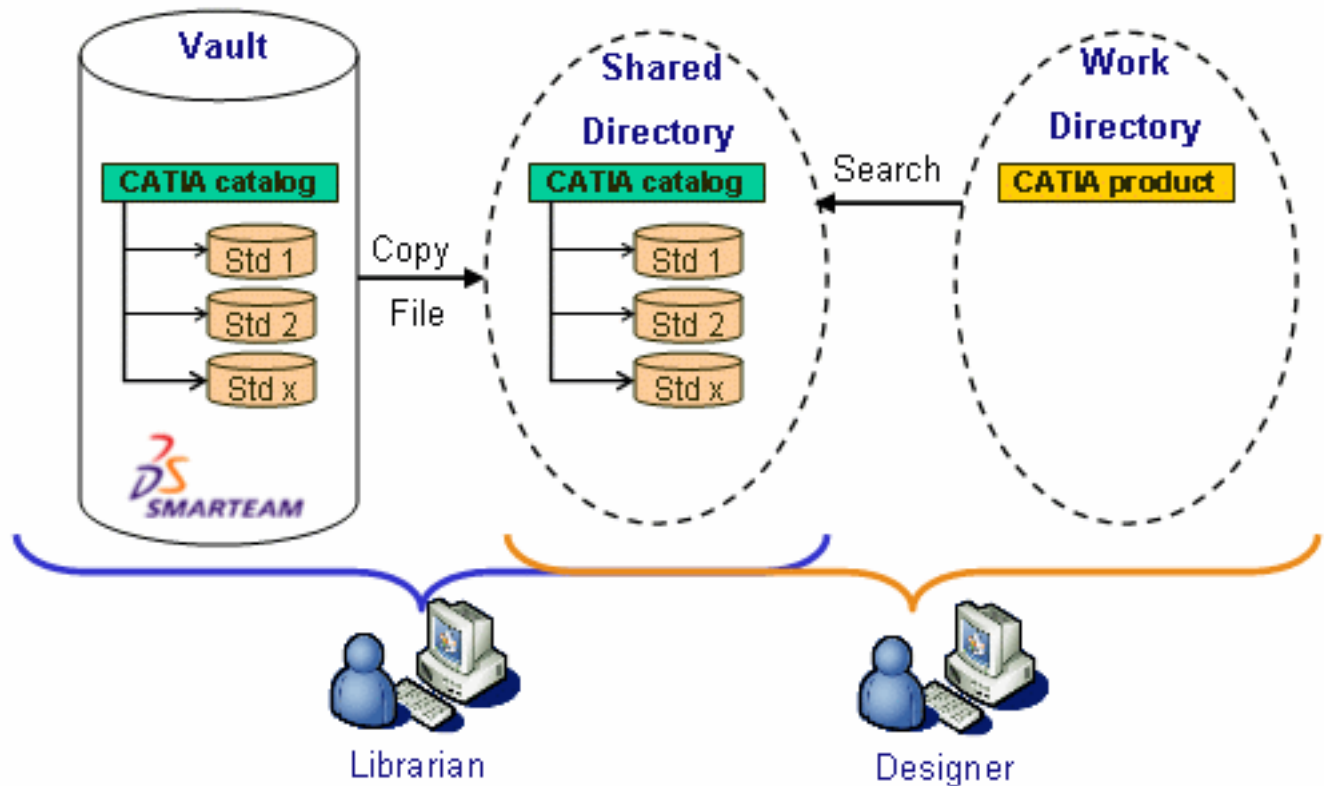 Vault
CATIA catalog
Std 1
Std 2
Std x
DS
SMARTEAM
Copy
File
Shared
Directory
CATIA catalog
Std 1
Std 2
Std x
Search
Work
Directory
CATIA product
Librarian
Designer